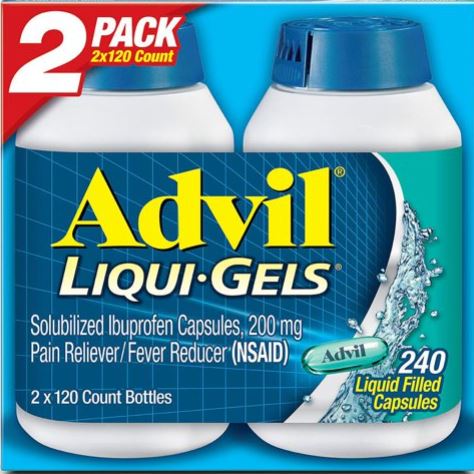 2 PACK
2x120 Count
Advil®
LIQUI·GELS®
Solubilized Ibuprofen Capsules, 200 mg
Pain Reliever/Fever Reducer (NSAID)
Advil
240
Liquid Filled
Capsules
2 x 120 Count Bottles